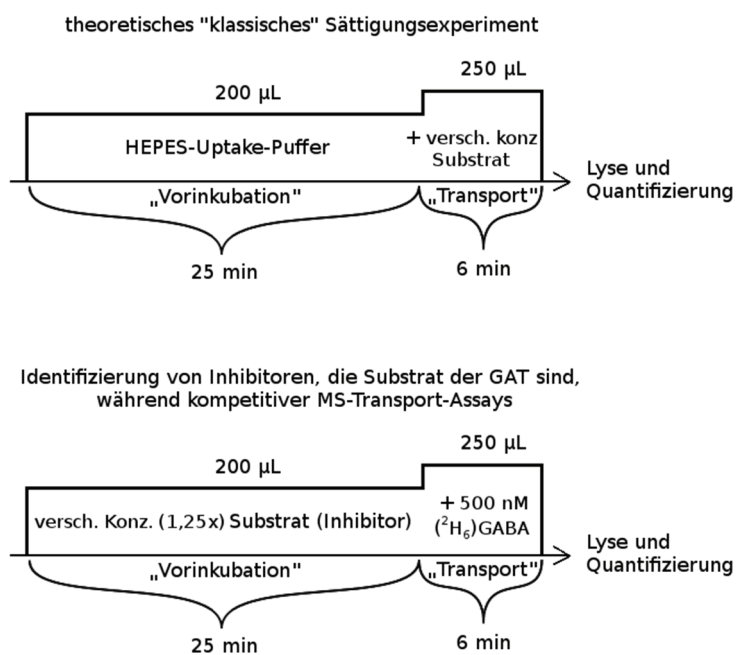 theoretisches "klassisches" Sättigungsexperiment
250 µL
200 µL
HEPES-Uptake-Puffer
+ versch. konz
Substrat
Lyse und
Quantifizierung
„Vorinkubation"
„Transport"
25 min
6 min
Identifizierung von Inhibitoren, die Substrat der GAT sind,
während kompetitiver MS-Transport-Assays
250 µL
200 µL
versch. Konz. (1,25x) Substrat (Inhibitor)
+ 500 nM
(²H₆)GABA
Lyse und
Quantifizierung
„Vorinkubation"
„Transport"
25 min
6 min